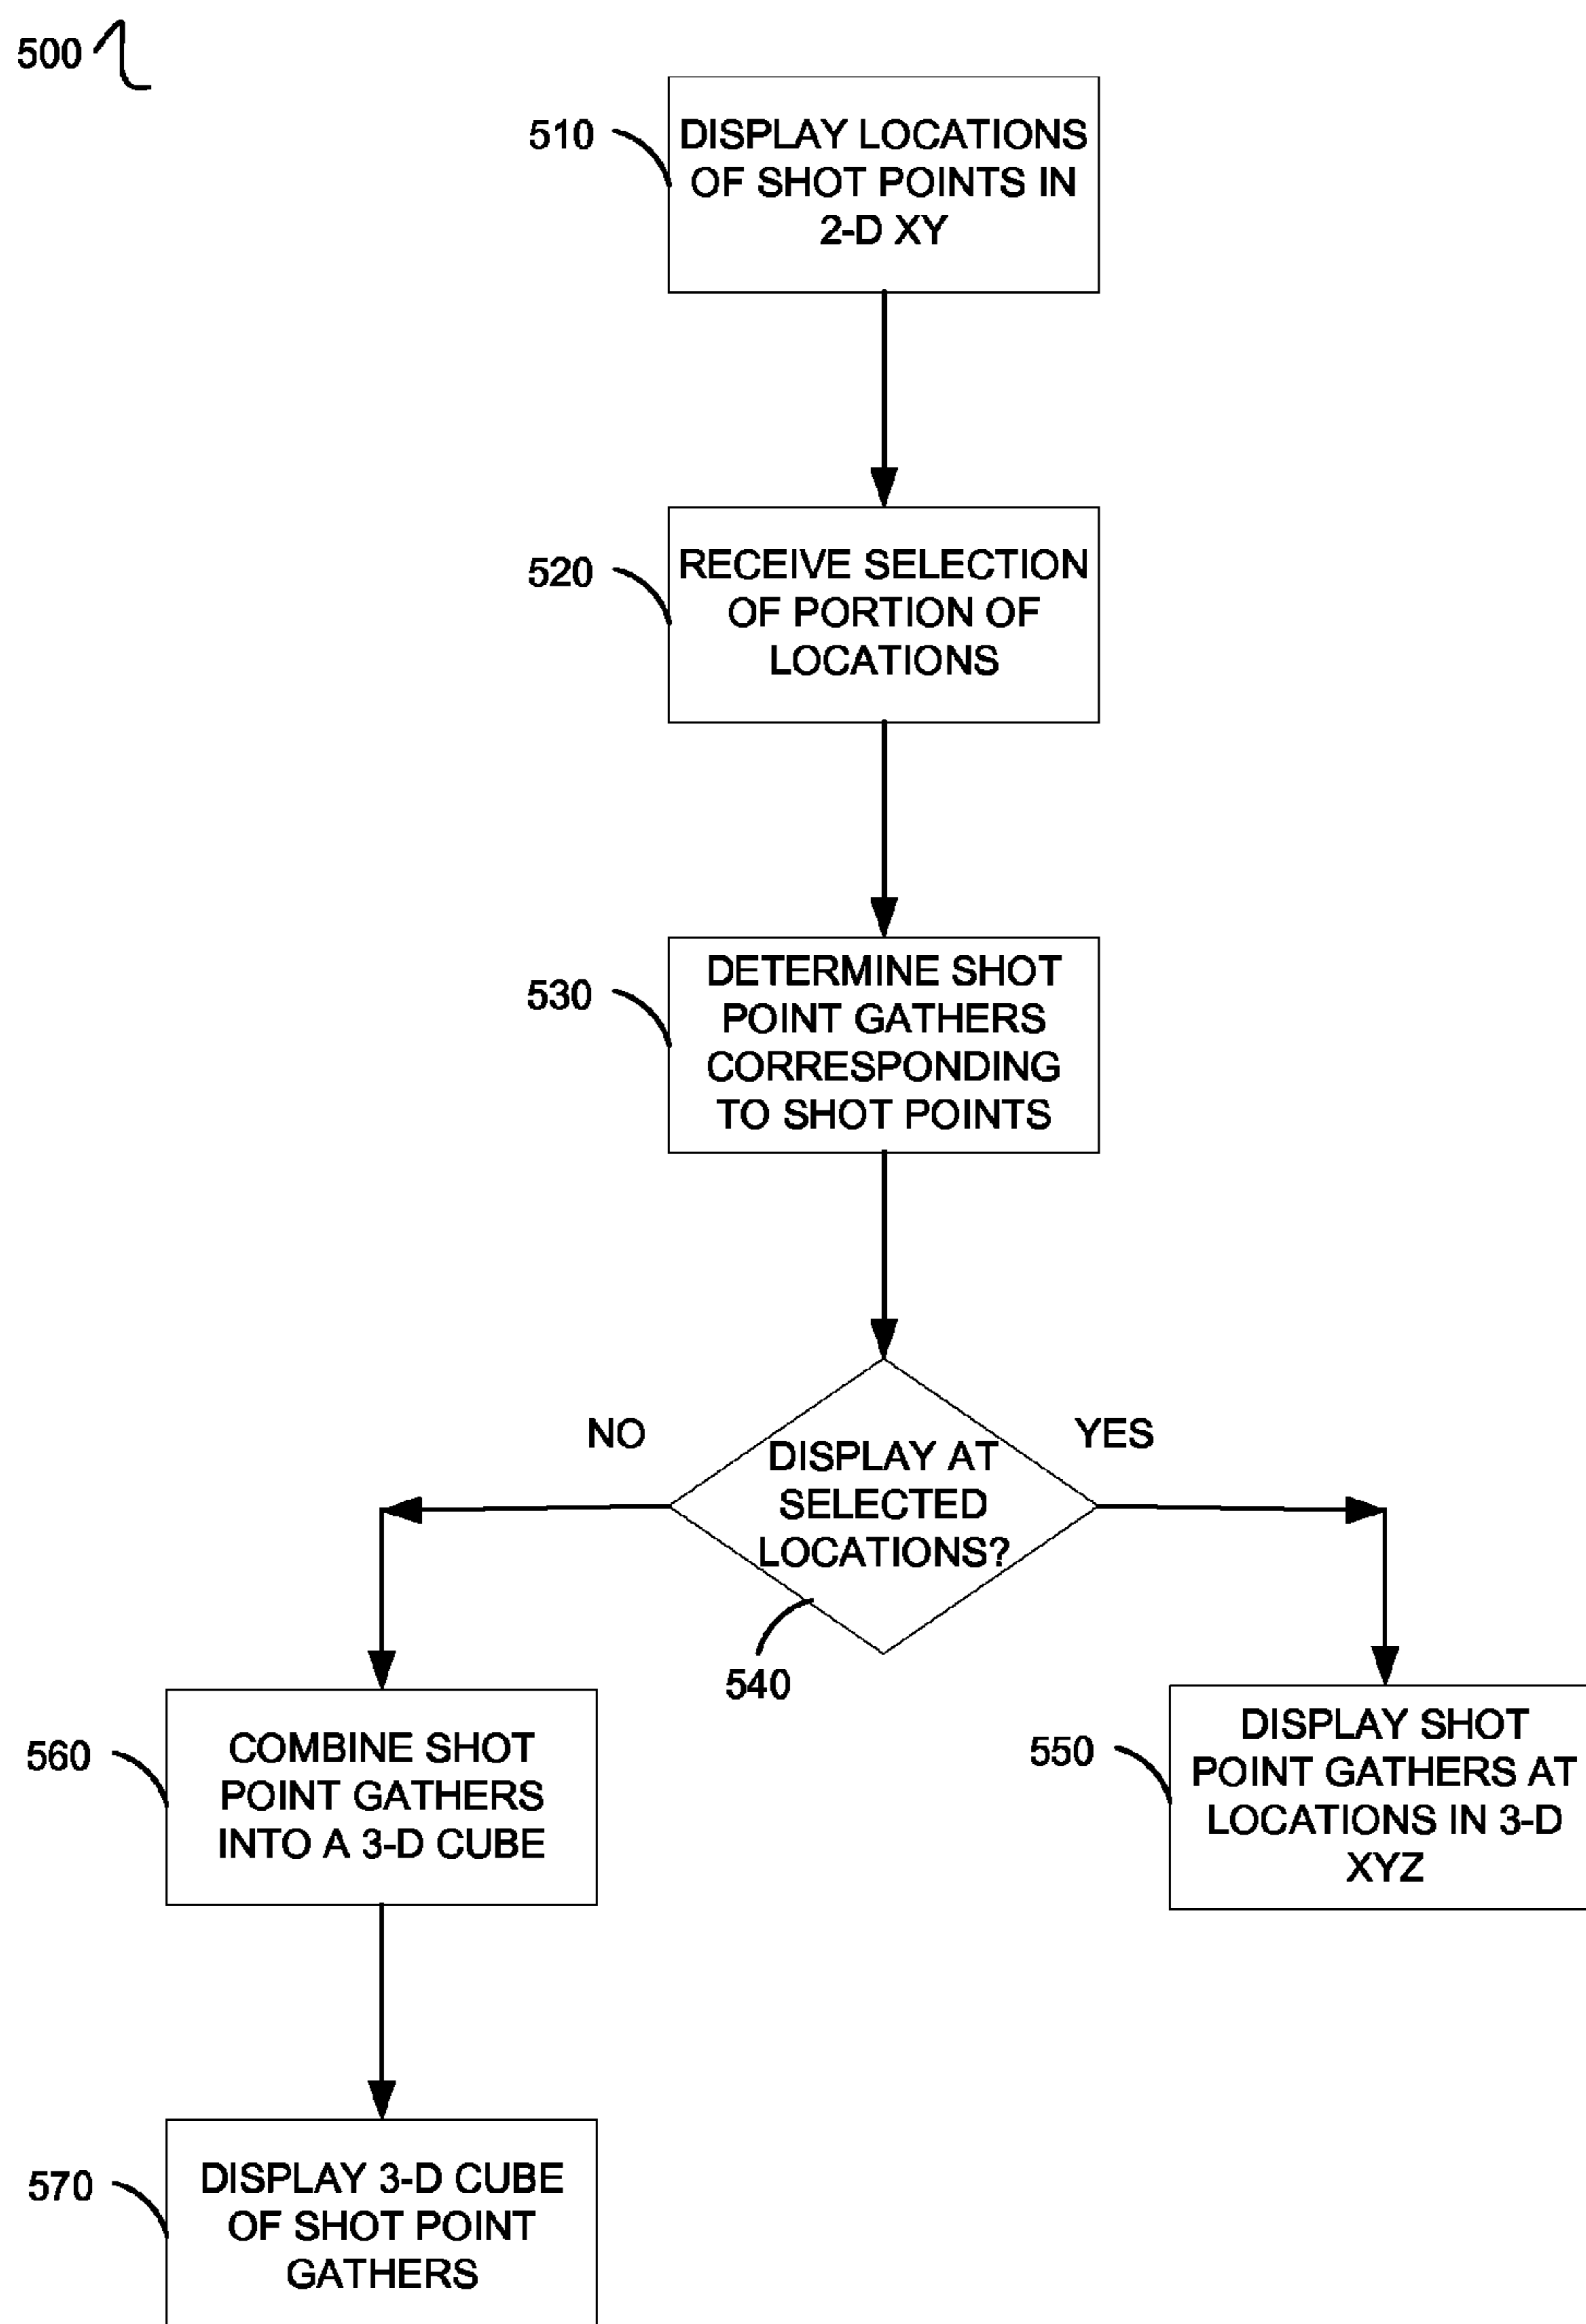 500
510
DISPLAY LOCATIONS
OF SHOT POINTS IN
2-D XY
520
RECEIVE SELECTION
OF PORTION OF
LOCATIONS
530
DETERMINE SHOT
POINT GATHERS
CORRESPONDING
TO SHOT POINTS
NO
YES
DISPLAY AT
SELECTED
LOCATIONS?
540
560
COMBINE SHOT
POINT GATHERS
INTO A 3-D CUBE
550
DISPLAY SHOT
POINT GATHERS AT
LOCATIONS IN 3-D
XYZ
570
DISPLAY 3-D CUBE
OF SHOT POINT
GATHERS